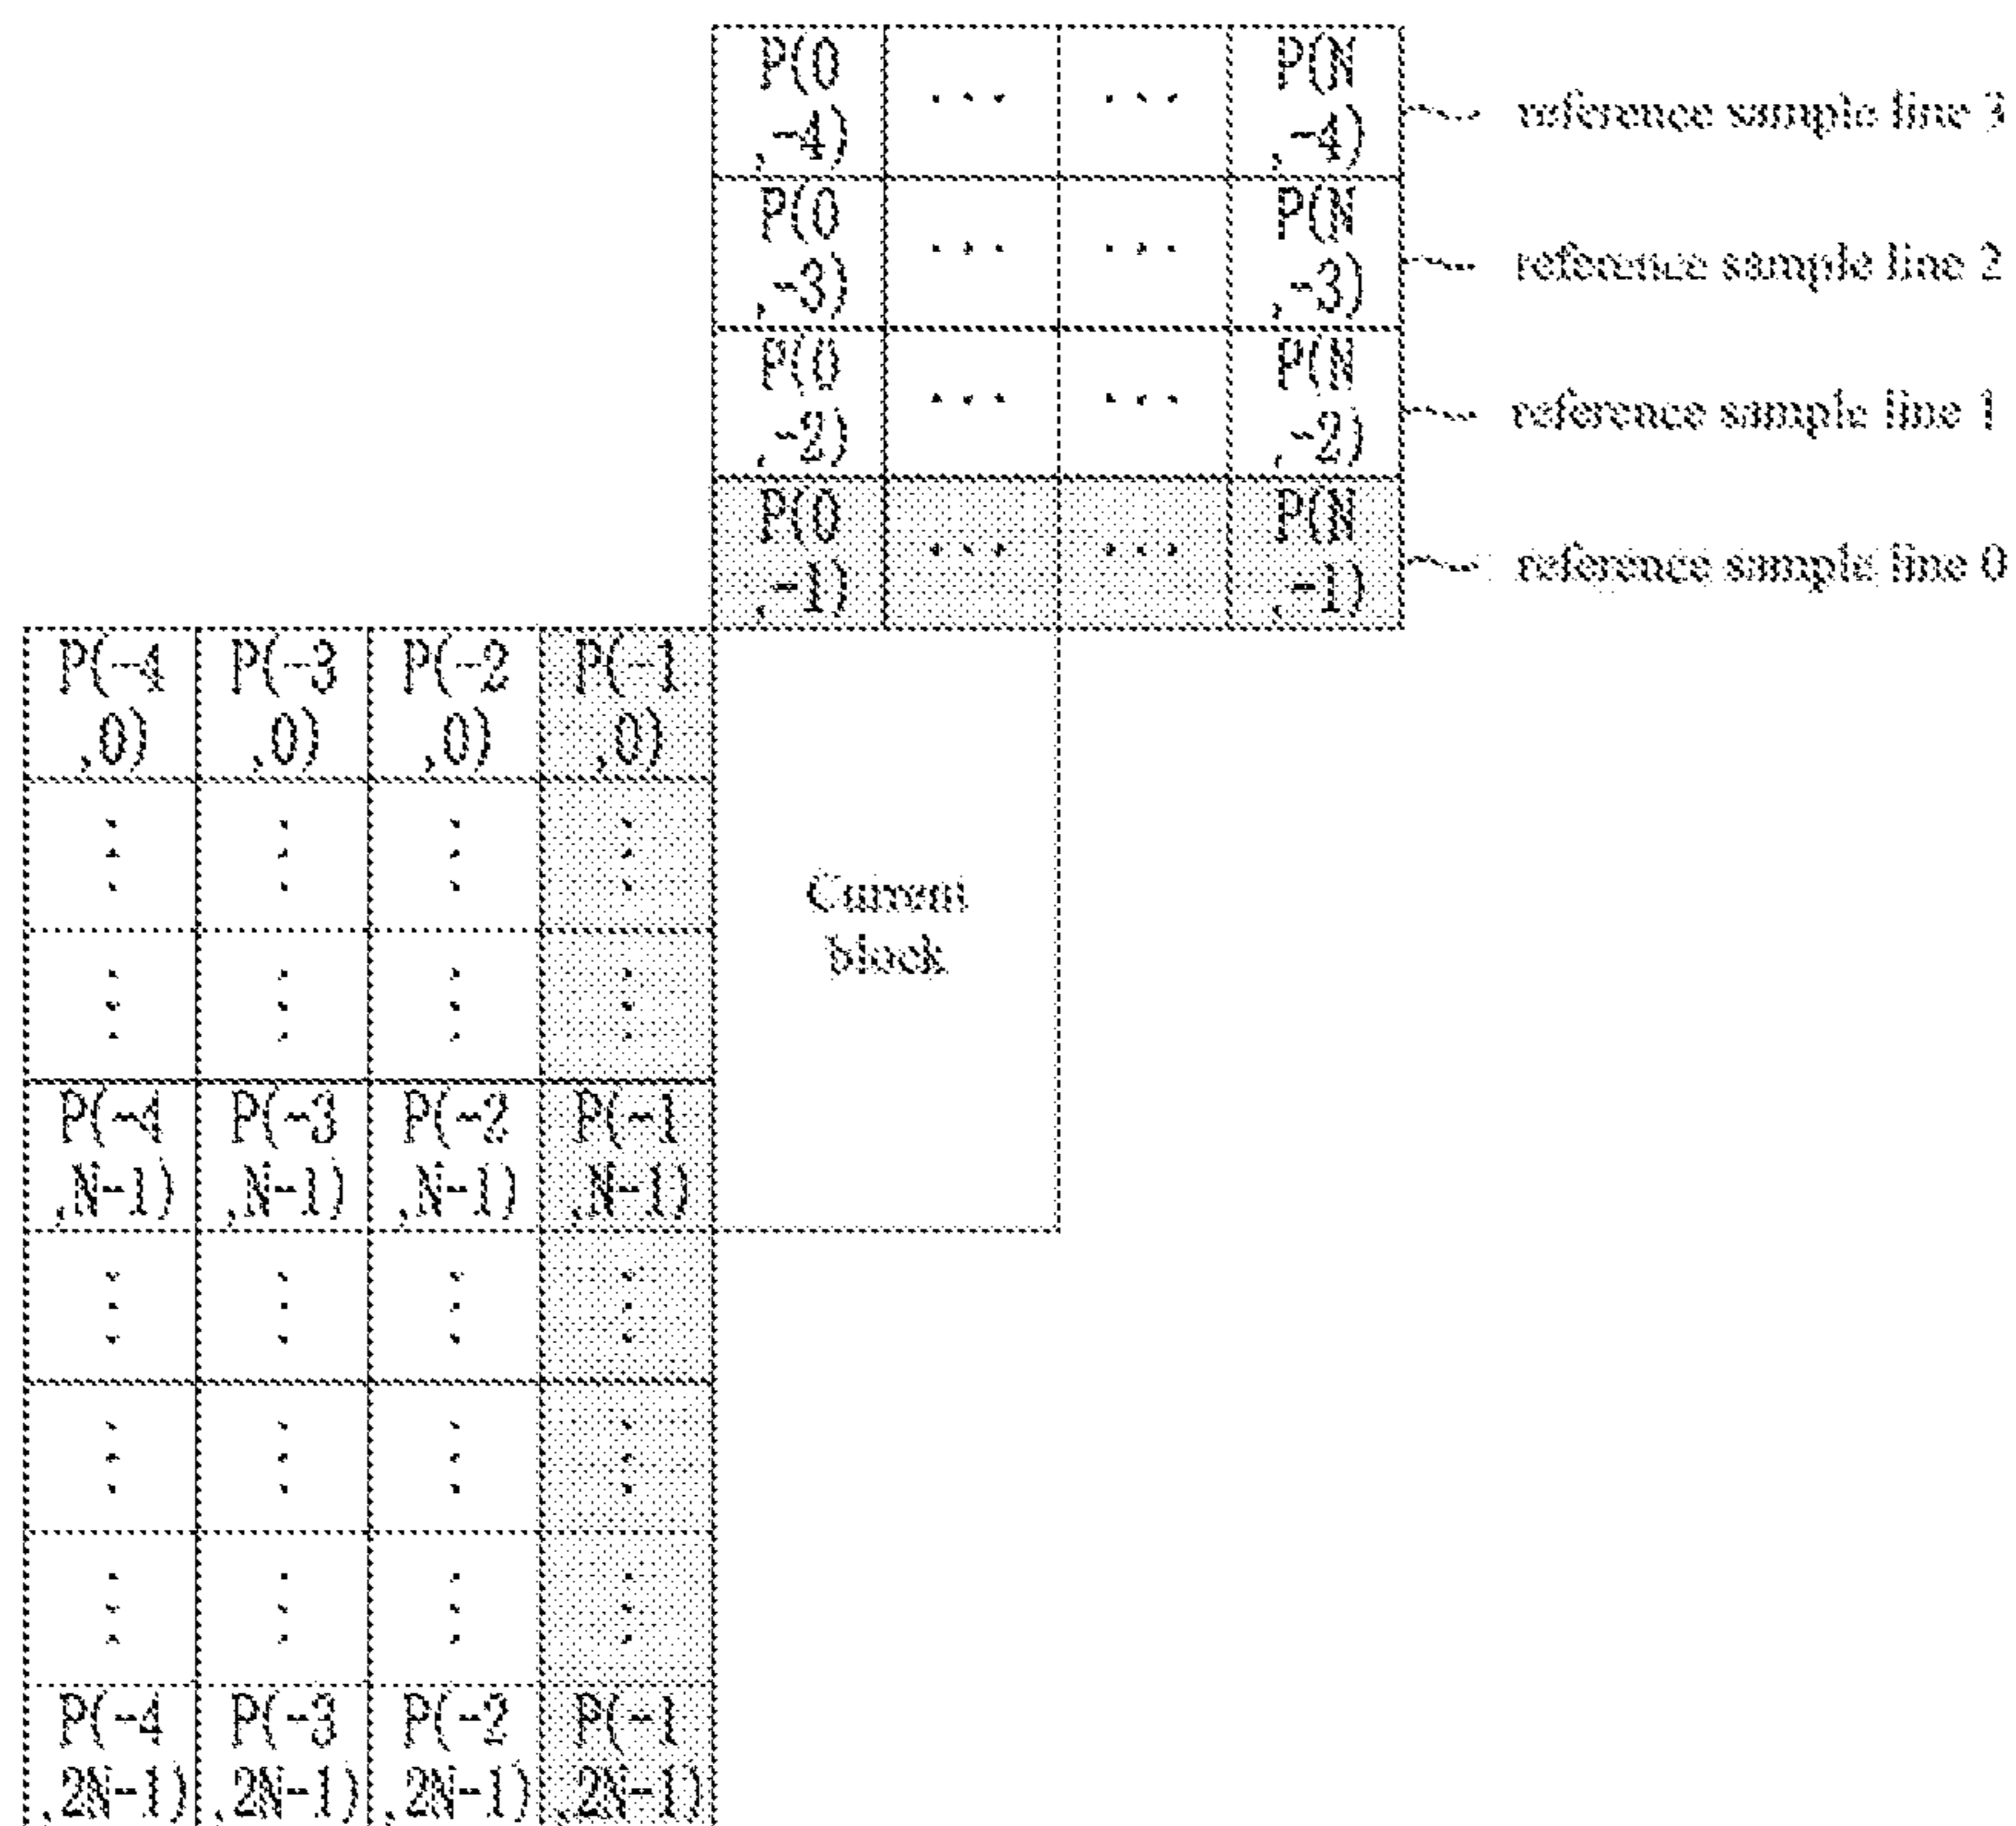 P(0 ... ... P(N
,-4) ,-4) reference sample line 3
P(0 ... ... P(N
,-3) ,-3) reference sample line 2
P(0 ... ... P(N
,-2) ,-2) reference sample line 1
P(0 ... ... P(N
,-1) ,-1) reference sample line 0
P(-4 P(-3 P(-2 P(-1
,0) ,0) ,0) ,0)
Current
block
P(-4 P(-3 P(-2 P(-1
,N-1) ,N-1) ,N-1) ,N-1)
P(-4 P(-3 P(-2 P(-1
,2N-1) ,2N-1) ,2N-1) ,2N-1)